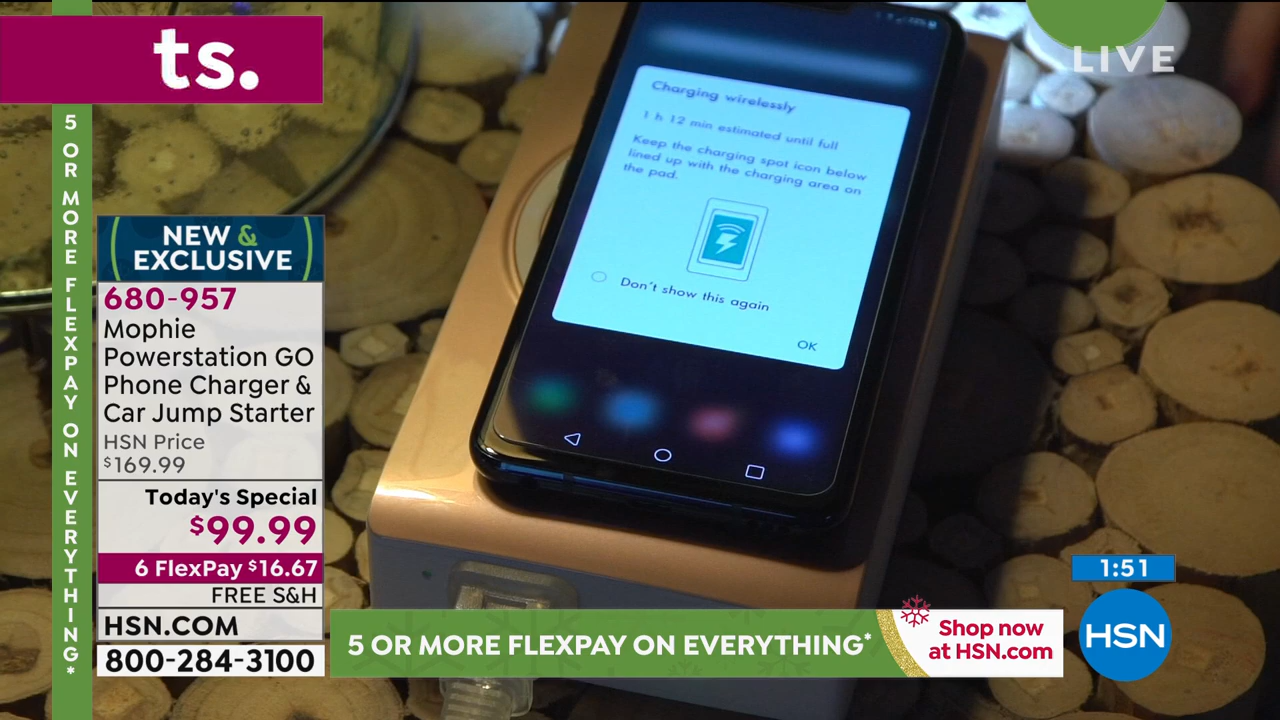 ts.
5 OR MORE FLEXPAY ON EVERYTHING*
NEW &
EXCLUSIVE
680-957
Mophie
Powerstation GO
Phone Charger &
Car Jump Starter
HSN Price
$169.99
Today's Special
$99.99
6 FlexPay $16.67
FREE S&H
HSN.COM
800-284-3100
Charging wirelessly
1 h 12 min estimated until full
Keep the charging spot icon below
lined up with the charging area on
the pad.
Don't show this again
OK
LIVE
1:51
HSN
5 OR MORE FLEXPAY ON EVERYTHING*
Shop now
at HSN.com